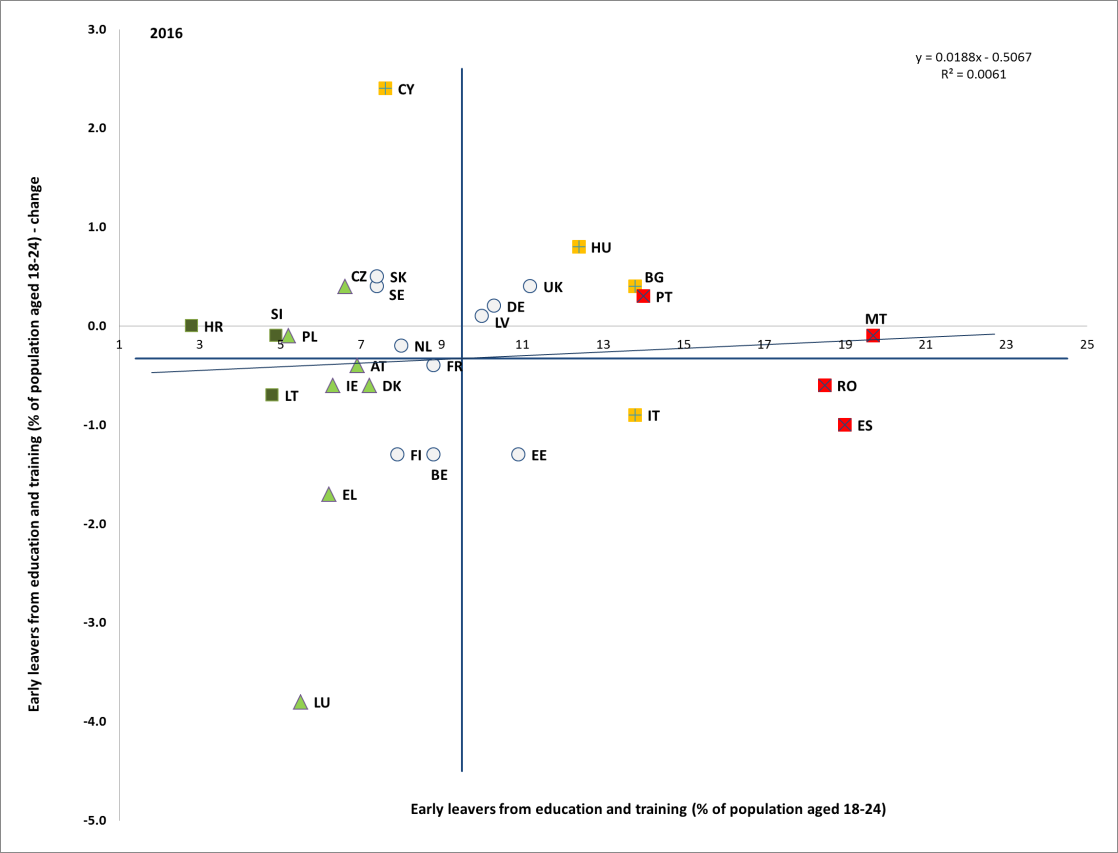 3.0
2016
y = 0.0188x - 0.5067
R² = 0.0061
CY
2.0
1.0
HU
CZ
SK
BG
SE
UK
PT
DE
SI
LV
MT
0.0
HR
PL
1
3
5
7
9
11
13
15
17
19
21
23
NL
AT
FR
IE
DK
RO
LT
IT
-1.0
ES
FI
BE
EE
EL
-2.0
-3.0
LU
-4.0
-5.0
Early leavers from education and training (% of population aged 18-24) - change
Early leavers from education and training (% of population aged 18-24)